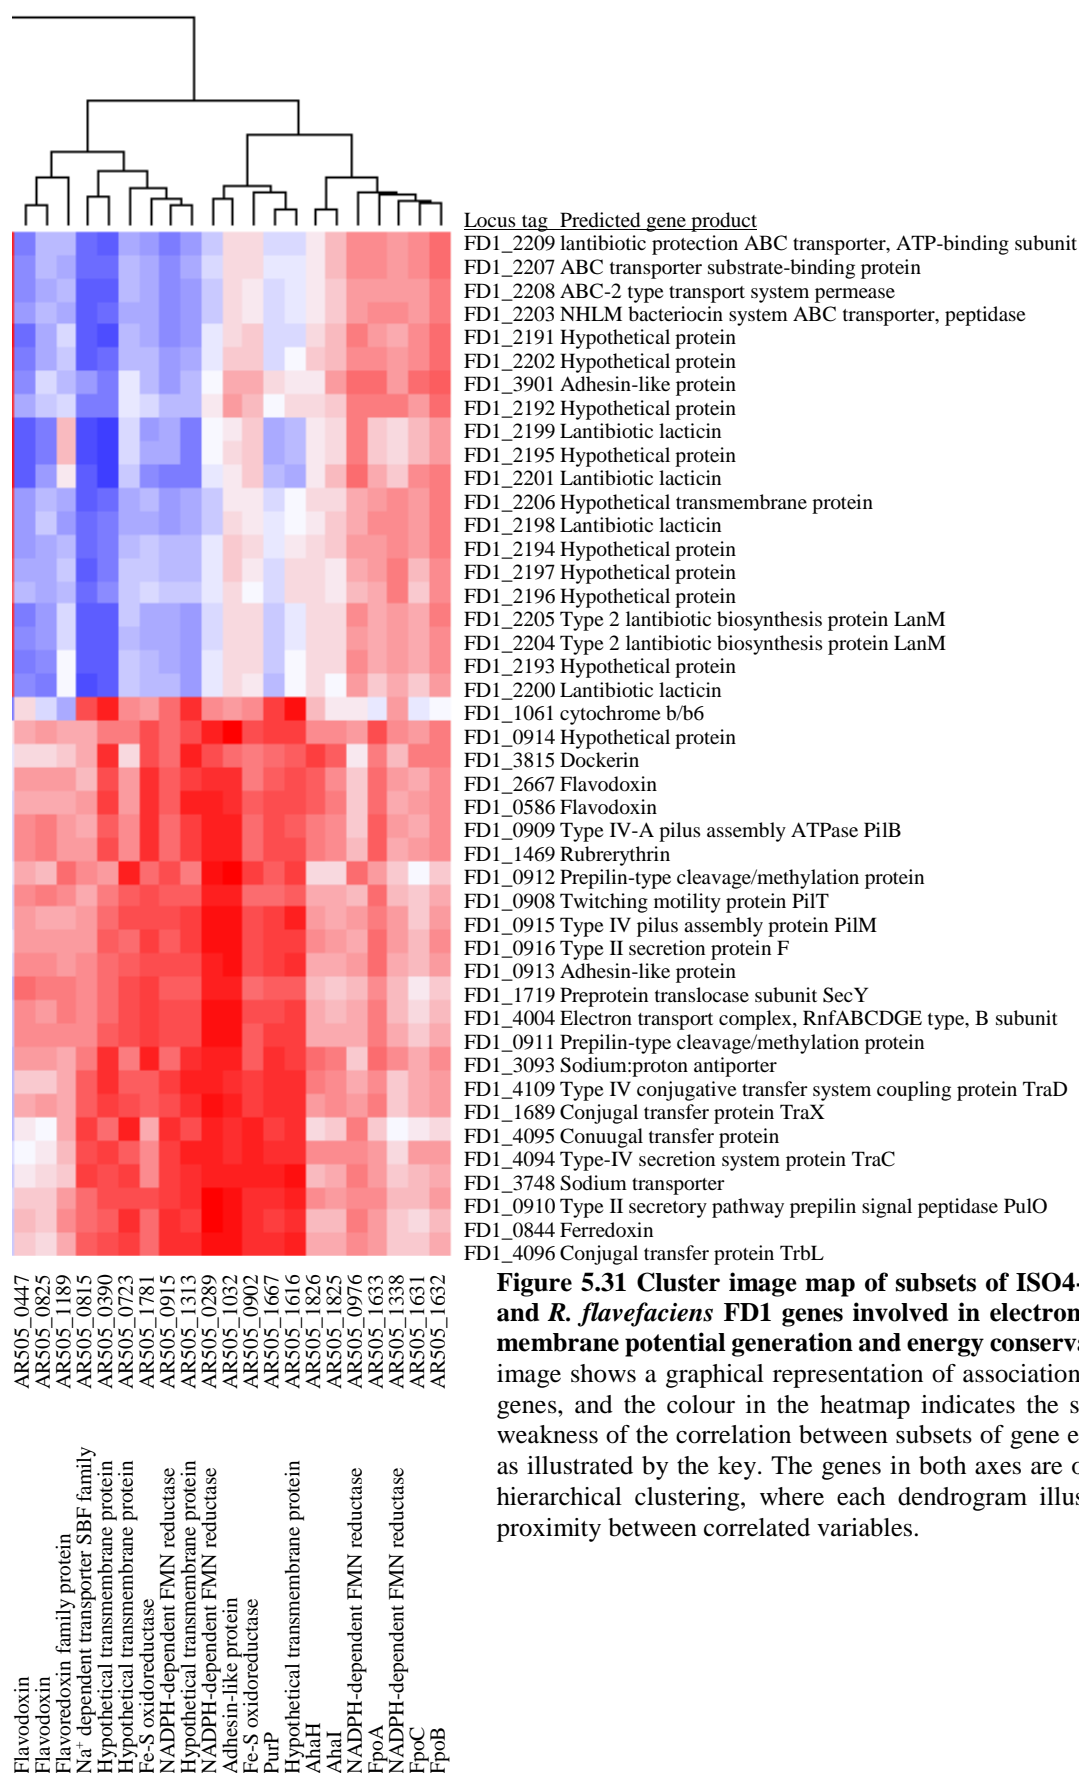 Locus tag Predicted gene product
FD1_2209 lantibiotic protection ABC transporter, ATP-binding subunit
FD1_2207 ABC transporter substrate-binding protein
FD1_2208 ABC-2 type transport system permease
FD1_2203 NHLM bacteriocin system ABC transporter, peptidase
FD1_2191 Hypothetical protein
FD1_2202 Hypothetical protein
FD1_3901 Adhesin-like protein
FD1_2192 Hypothetical protein
FD1_2199 Lantibiotic lacticin
FD1_2195 Hypothetical protein
FD1_2201 Lantibiotic lacticin
FD1_2206 Hypothetical transmembrane protein
FD1_2198 Lantibiotic lacticin
FD1_2194 Hypothetical protein
FD1_2197 Hypothetical protein
FD1_2196 Hypothetical protein
FD1_2205 Type 2 lantibiotic biosynthesis protein LanM
FD1_2204 Type 2 lantibiotic biosynthesis protein LanM
FD1_2193 Hypothetical protein
FD1_2200 Lantibiotic lacticin
FD1_1061 cytochrome b/b6
FD1_0914 Hypothetical protein
FD1_3815 Dockerin
FD1_2667 Flavodoxin
FD1_0586 Flavodoxin
FD1_0909 Type IV-A pilus assembly ATPase PilB
FD1_1469 Rubrerythrin
FD1_0912 Prepilin-type cleavage/methylation protein
FD1_0908 Twitching motility protein PilT
FD1_0915 Type IV pilus assembly protein PilM
FD1_0916 Type II secretion protein F
FD1_0913 Adhesin-like protein
FD1_1719 Preprotein translocase subunit SecY
FD1_4004 Electron transport complex, RnfABCDGE type, B subunit
FD1_0911 Prepilin-type cleavage/methylation protein
FD1_3093 Sodium:proton antiporter
FD1_4109 Type IV conjugative transfer system coupling protein TraD
FD1_1689 Conjugal transfer protein TraX
FD1_4095 Conuugal transfer protein
FD1_4094 Type-IV secretion system protein TraC
FD1_3748 Sodium transporter
FD1_0910 Type II secretory pathway prepilin signal peptidase PulO
FD1_0844 Ferredoxin
FD1_4096 Conjugal transfer protein TrbL
AR505_0447
AR505_0825
AR505_1189
AR505_0815
AR505_0390
AR505_0723
AR505_1781
AR505_0915
AR505_1313
AR505_0289
AR505_1032
AR505_0902
AR505_1667
AR505_1616
AR505_1826
AR505_1825
AR505_0976
AR505_1633
AR505_1338
AR505_1631
AR505_1632
Flavodoxin
Flavodoxin
Flavoredoxin family protein
Na⁺ dependent transporter SBF family
Hypothetical transmembrane protein
Hypothetical transmembrane protein
Fe-S oxidoreductase
NADPH-dependent FMN reductase
Hypothetical transmembrane protein
NADPH-dependent FMN reductase
Adhesin-like protein
Fe-S oxidoreductase
PurP
Hypothetical transmembrane protein
AhaH
AhaI
NADPH-dependent FMN reductase
FpoA
NADPH-dependent FMN reductase
FpoC
FpoB
Figure 5.31 Cluster image map of subsets of ISO4-
and R. flavefaciens FD1 genes involved in electron
membrane potential generation and energy conserva
image shows a graphical representation of association
genes, and the colour in the heatmap indicates the s
weakness of the correlation between subsets of gene e
as illustrated by the key. The genes in both axes are o
hierarchical clustering, where each dendrogram illus
proximity between correlated variables.